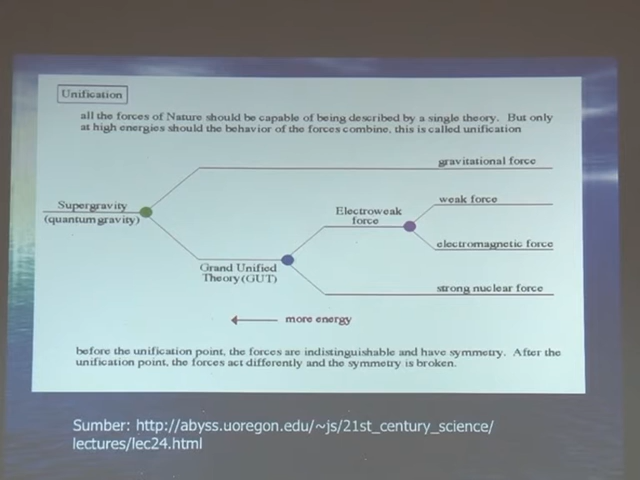 Unification
all the forces of Nature should be capable of being described by a single theory. But only
at high energies should the behavior of the forces combine, this is called unification
gravitational force
Supergravity
(quantum gravity)
Electroweak
force
weak force
electromagnetic force
Grand Unified
Theory (GUT)
strong nuclear force
more energy
before the unification point, the forces are indistinguishable and have symmetry. After the
unification point, the forces act differently and the symmetry is broken.
Sumber: http://abyss.uoregon.edu/~js/21st_century_science/
lectures/lec24.html